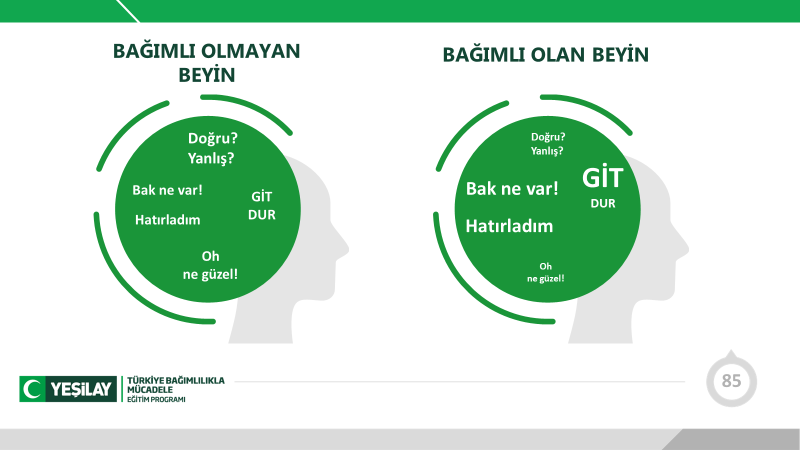 BAĞIMLI OLMAYAN
BEYİN
Doğru?
Yanlış?
Bak ne var!
Hatırladım
GİT
DUR
Oh
ne güzel!
BAĞIMLI OLAN BEYİN
Doğru?
Yanlış?
Bak ne var!
Hatırladım
GİT
DUR
Oh
ne güzel!
YEŞİLAY
TÜRKİYE BAĞIMLILIKLA
MÜCADELE
EĞİTİM PROGRAMI
85